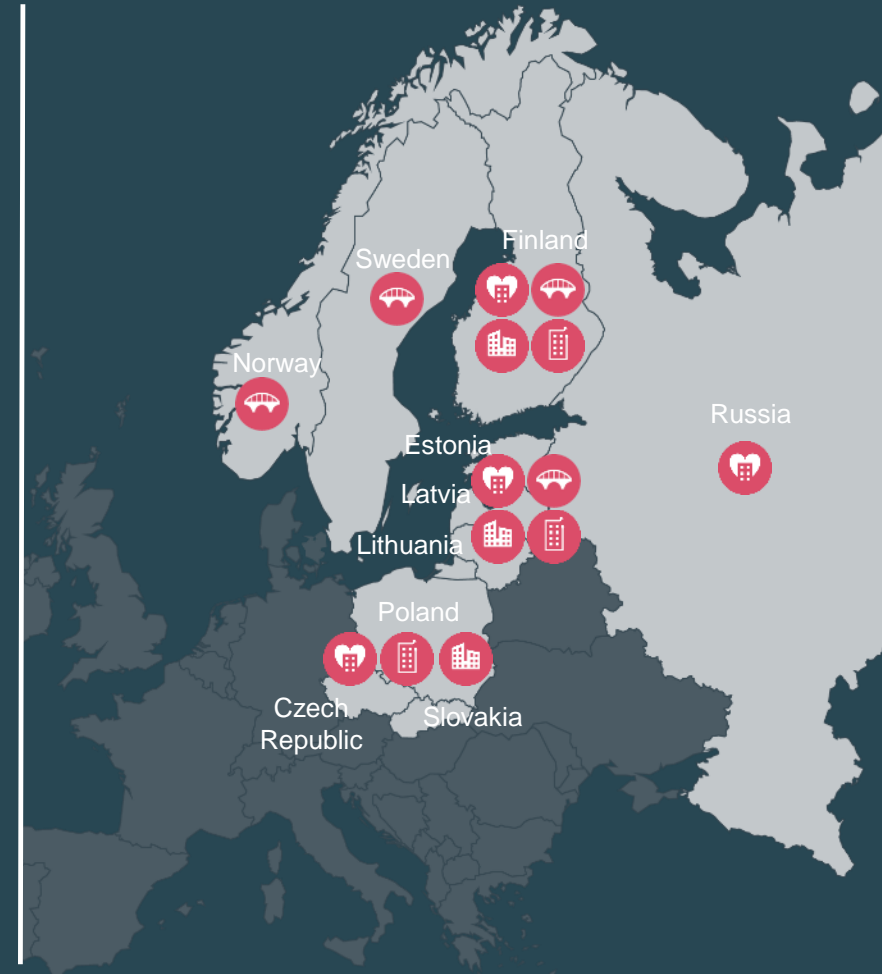 Finland
Sweden
Norway
Russia
Estonia
Latvia
Lithuania
Poland
Czech
Republic
Slovakia